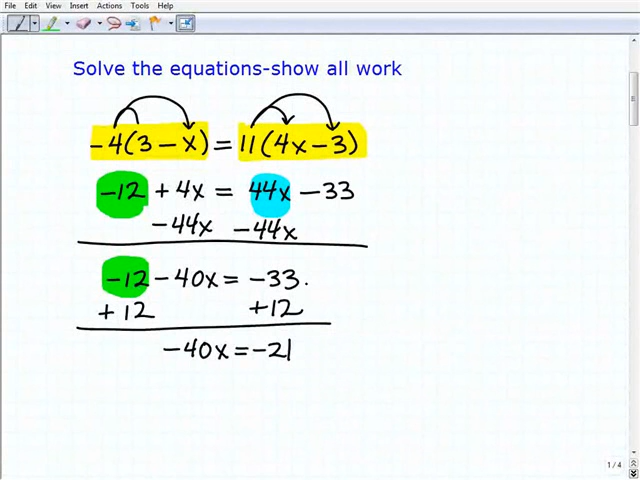 File Edit View Insert Actions Tools Help
Solve the equations-show all work
-4(3-x) = 11(4x-3)
-12 + 4x = 44x - 33
-44x -44x
-12 - 40x = -33.
+12 +12
-40x = -21
1 / 4